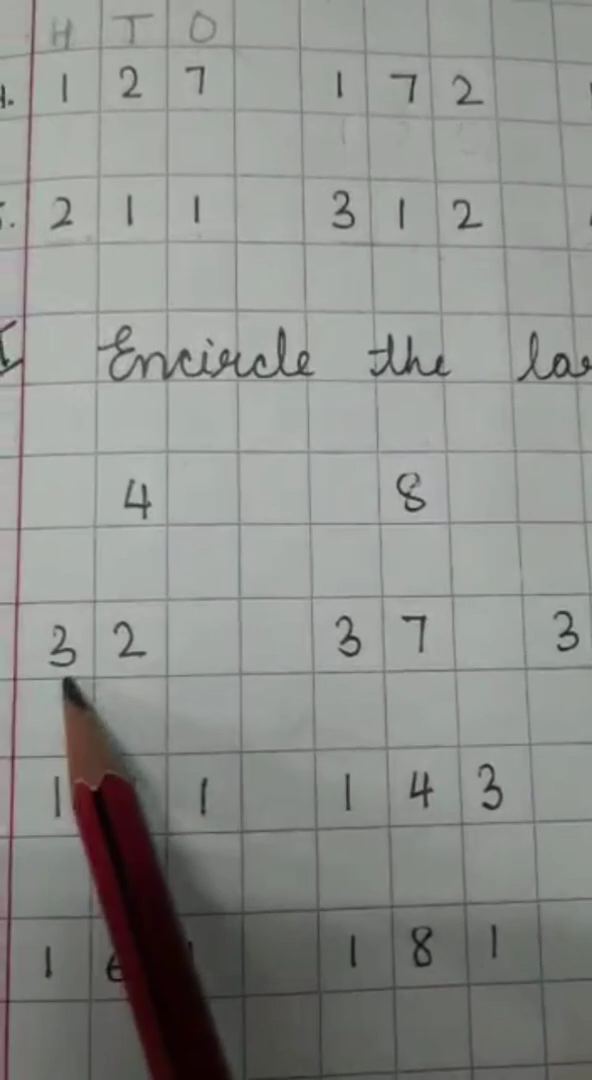 H T O
1 2 7 1 7 2
2 1 1 3 1 2
Encircle the
4 8
3 2 3 7 3
1 1 1 4 3
1 1 8 1